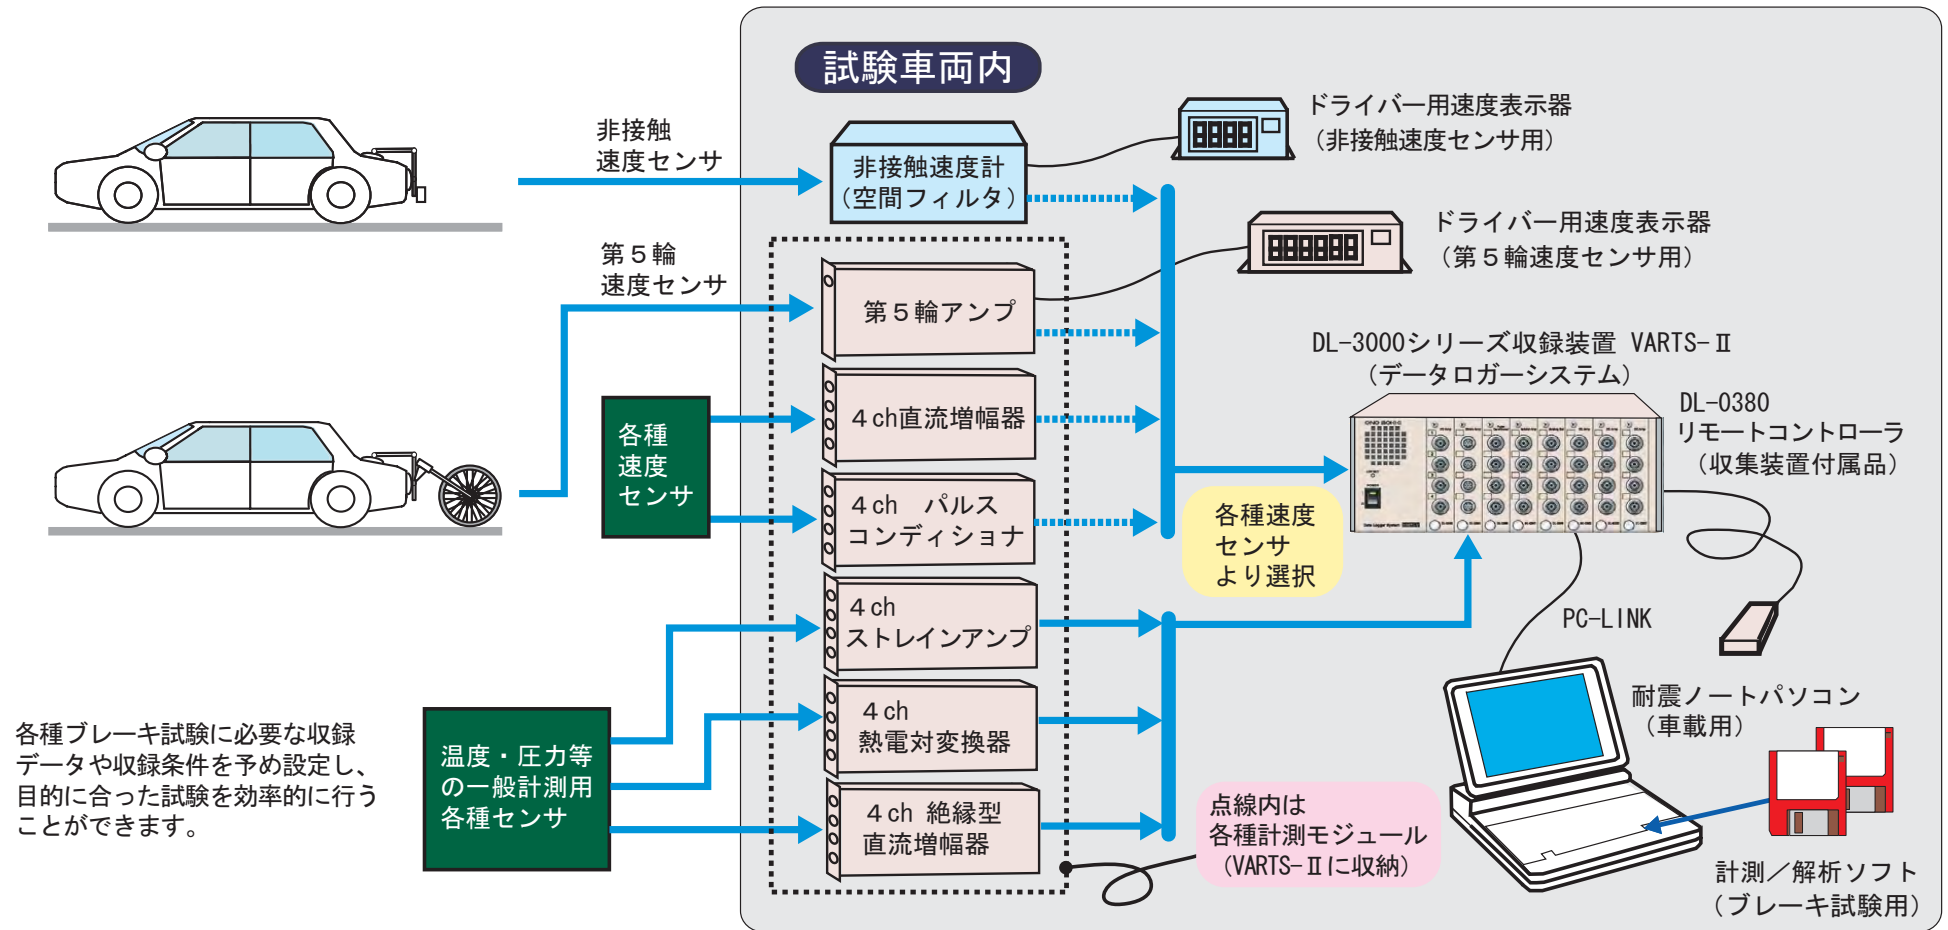 試験車両内
非接触
速度センサ
非接触速度計
(空間フィルタ)
ドライバー用速度表示器
(非接触速度センサ用)
第5輪
速度センサ
第5輪アンプ
ドライバー用速度表示器
(第5輪速度センサ用)
DL-3000シリーズ収録装置 VARTS-Ⅱ
(データロガーシステム)
DL-0380
リモートコントローラ
(収集装置付属品)
各種
速度
センサ
4ch直流増幅器
4ch パルス
コンディショナ
各種速度
センサ
より選択
4ch
ストレインアンプ
PC-LINK
4ch
熱電対変換器
耐震ノートパソコン
(車載用)
各種ブレーキ試験に必要な収録
データや収録条件を予め設定し、
目的に合った試験を効率的に行う
ことができます。
温度・圧力等
の一般計測用
各種センサ
4ch 絶縁型
直流増幅器
点線内は
各種計測モジュール
(VARTS-Ⅱに収納)
計測/解析ソフト
(ブレーキ試験用)
ONO SOKKI
Data Logger System